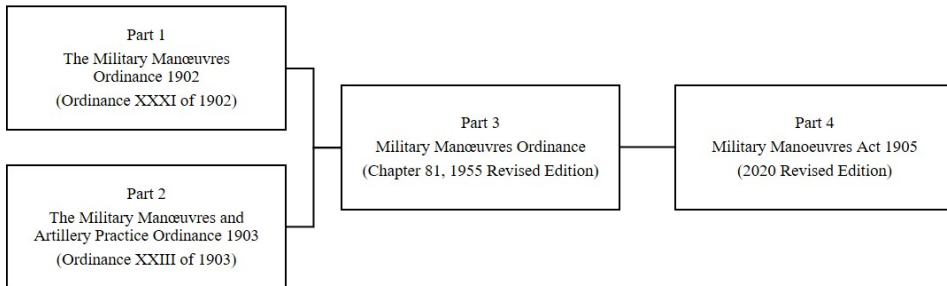 Part 1
The Military Manœuvres
Ordinance 1902
(Ordinance XXXI of 1902)
Part 2
The Military Manœuvres and
Artillery Practice Ordinance 1903
(Ordinance XXIII of 1903)
Part 3
Military Manœuvres Ordinance
(Chapter 81, 1955 Revised Edition)
Part 4
Military Manoeuvres Act 1905
(2020 Revised Edition)